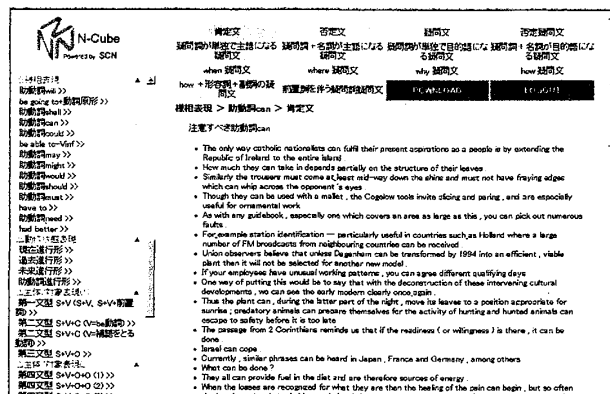 N-Cube
Powered by SCN
肯定文 否定文 疑問文 否定疑問文
疑問詞が単独で主語になる疑問文 疑問詞+名詞が主語になる疑問文 疑問詞が単独で目的語になる疑問文 疑問詞+名詞が目的語になる疑問文
when 疑問文 where 疑問文 why 疑問文 how 疑問文
how +形容詞+副詞の疑問文 前置詞を伴う疑問詞疑問文 DOWNLOAD LOGOUT
様相表現 > 助動詞can > 肯定文
注意すべき助動詞can
様相表現
助動詞will >>
be going to+動詞原形 >>
助動詞shall >>
助動詞can >>
助動詞could >>
be able to-Vinf >>
助動詞may >>
助動詞might >>
助動詞would >>
助動詞should >>
助動詞must >>
have to >>
助動詞need >>
had better >>
現在進行形 >>
過去進行形 >>
未来進行形 >>
助動詞進行形 >>
第一文型 S+V (S+V, S+V+前置詞) >>
第二文型 S+V+C (V=be動詞) >>
第二文型 S+V+C (V=補語をとる動詞) >>
第三文型 S+V+O >>
第四文型 S+V+O+O (1) >>
第四文型 S+V+O+O (2) >>
The only way catholic nationalists can fulfil their present aspirations as a people is by extending the
Republic of Ireland to the entire island .
How much they can take in depends partially on the structure of their leaves .
Similarly the trousers must come at least mid-way down the shins and must not have fraying edges
which can whip across the opponent 's eyes .
Though they can be used with a mallet , the Cogelow tools invite slicing and paring , and are especially
useful for ornamental work .
As with any guidebook , especially one which covers an area as large as this , you can pick out numerous
faults .
For example station identification — particularly useful in countries such as Holland where a large
number of FM broadcasts from neighbouring countries can be received .
Union observers believe that unless Dagenham can be transformed by 1994 into an efficient , viable
plant then it will not be selected for another new model .
If your employees have unusual working patterns , you can agree different qualifying days
One way of putting this would be to say that with the deconstruction of these intervening cultural
developments , we can see the early modern clearly once again .
Thus the plant can , during the latter part of the night , move its leaves to a position appropriate for
sunrise ; predatory animals can prepare themselves for the activity of hunting and hunted animals can
escape to safety before it is too late
The passage from 2 Corinthians reminds us that if the readiness ( or willingness ) is there , it can be
done .
Israel can cope .
Currently , similar phrases can be heard in Japan , France and Germany , among others .
What can be done ?
They all can provide fuel in the diet and are therefore sources of energy .
When the losses are recognized for what they are then the healing of the pain can begin , but so often